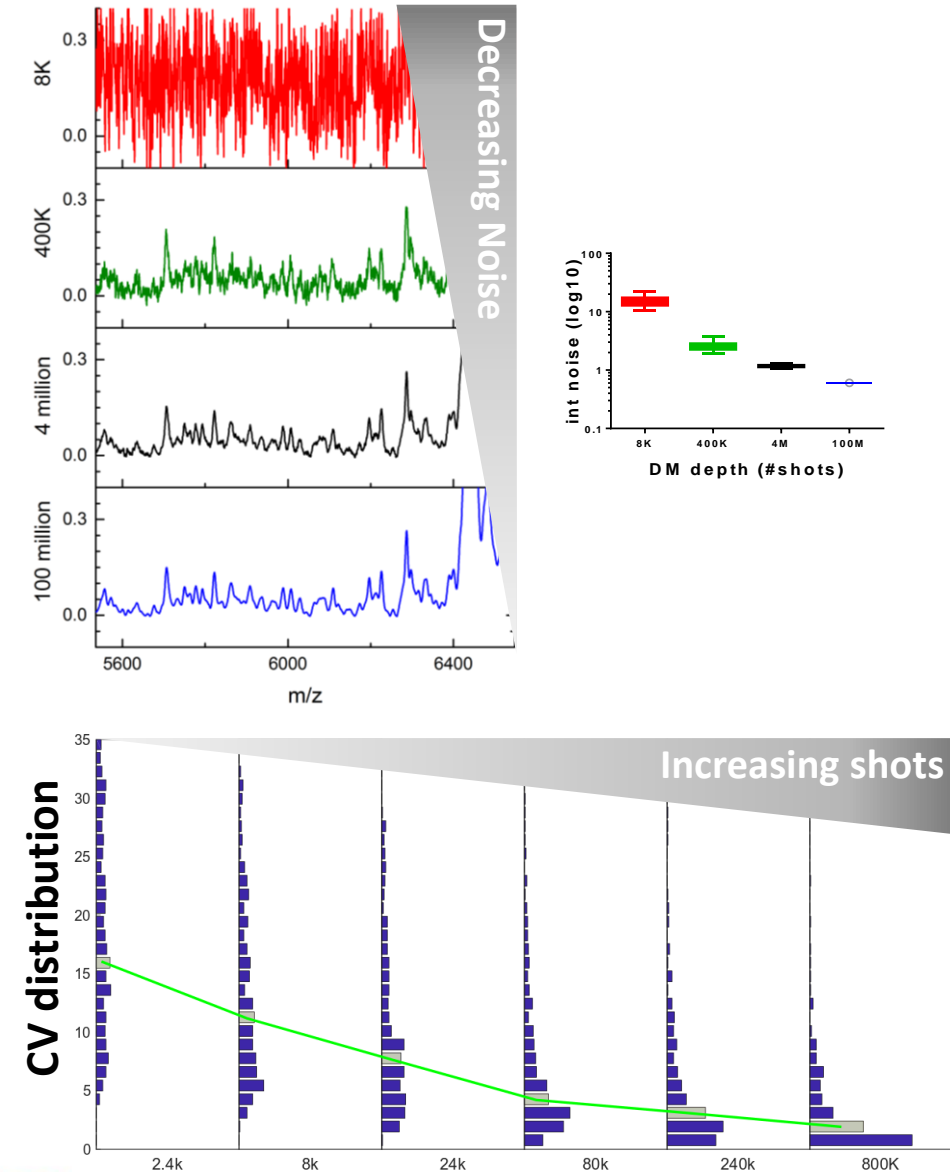 Decreasing Noise
8K
0.3
0.0
400K
0.3
0.0
4 million
0.3
0.0
100 million
0.3
0.0
5600 6000 6400
m/z
int noise (log10)
100
10
1
0.1
8K 400K 4M 100M
DM depth (#shots)
Increasing shots
CV distribution
35
30
25
20
15
10
5
0
2.4k 8k 24k 80k 240k 800K